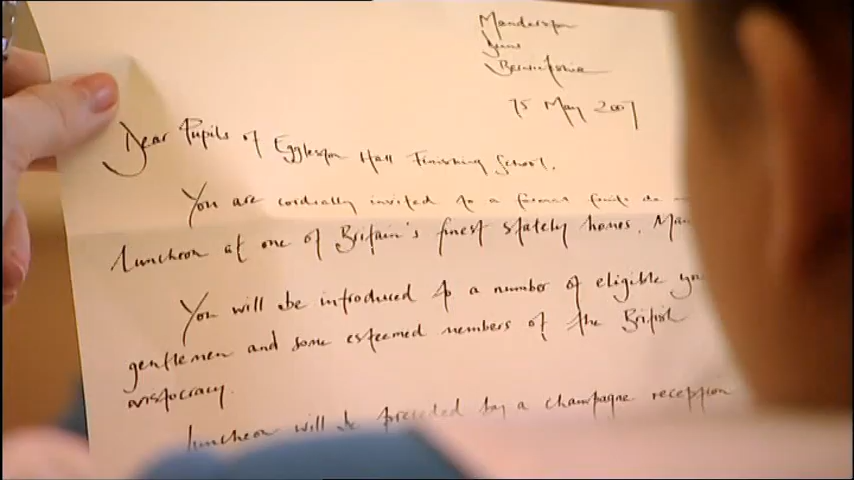 Manderston
Duns
Berwickshire
15 May 2007
Dear Pupils of Eggleston Hall Finishing School.
You are cordially invited to a formal
luncheon at one of Britain's finest stately homes,
You will be introduced to a number of eligible
gentlemen and some esteemed members of the British
aristocracy.
luncheon will be preceded by a champagne reception